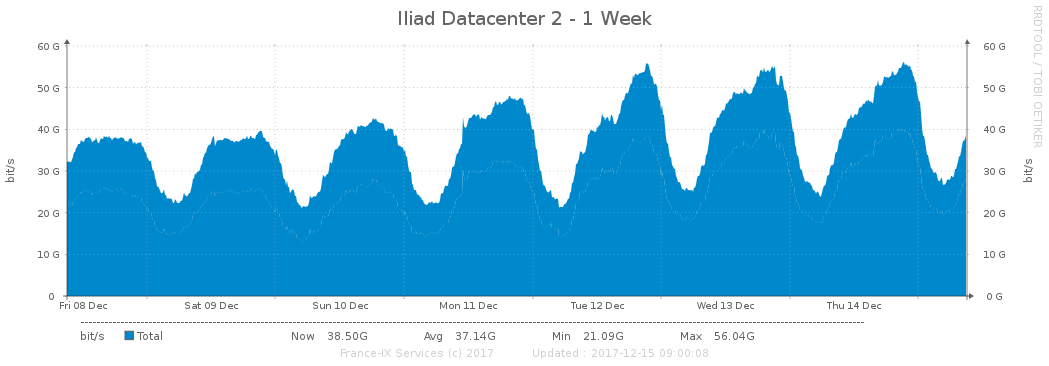 Iliad Datacenter 2 - 1 Week
RRDTOOL / TOBI OETIKER
60 G 60 G
50 G 50 G
40 G 40 G
30 G 30 G
20 G 20 G
10 G 10 G
0 0 G
bit/s
bit/s
Fri 08 Dec Sat 09 Dec Sun 10 Dec Mon 11 Dec Tue 12 Dec Wed 13 Dec Thu 14 Dec
bit/s Total Now 38.50G Avg 37.14G Min 21.09G Max 56.04G
France-IX Services (c) 2017 Updated : 2017-12-15 09:00:08